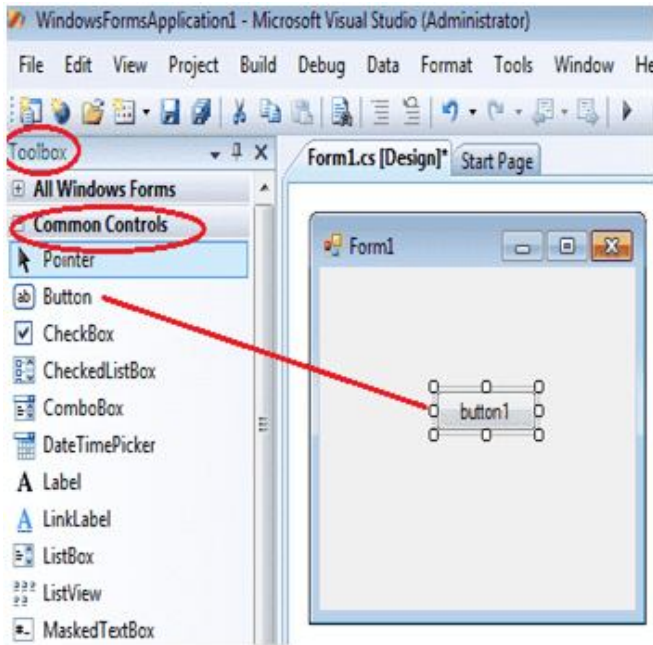 WindowsFormsApplication1 - Microsoft Visual Studio (Administrator)
File Edit View Project Build Debug Data Format Tools Window He
Toolbox
Form1.cs [Design]* Start Page
All Windows Forms
Common Controls
Pointer
Button
CheckBox
CheckedListBox
ComboBox
DateTimePicker
A Label
A LinkLabel
ListBox
ListView
MaskedTextBox
Form1
button1